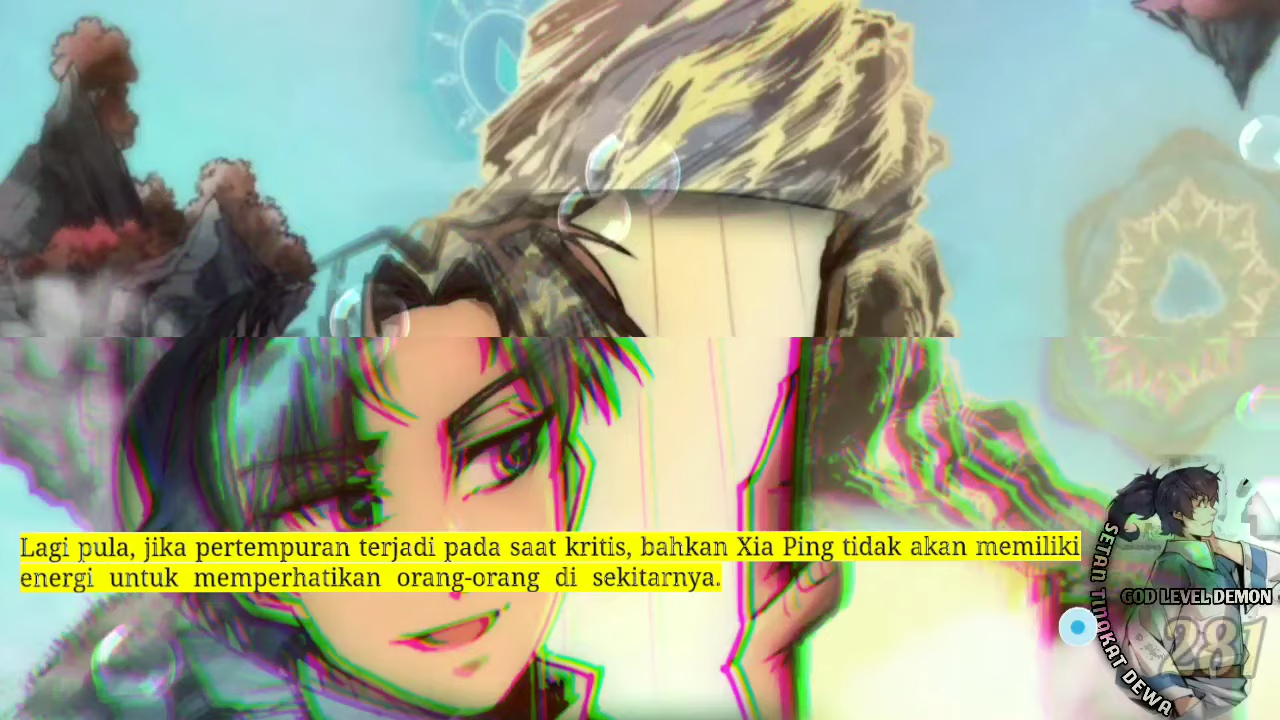 Lagi pula, jika pertempuran terjadi pada saat kritis, bahkan Xia Ping tidak akan memiliki
energi untuk memperhatikan orang-orang di sekitarnya.
SETAN TINGKAT DEWA
GOD LEVEL DEMON
281